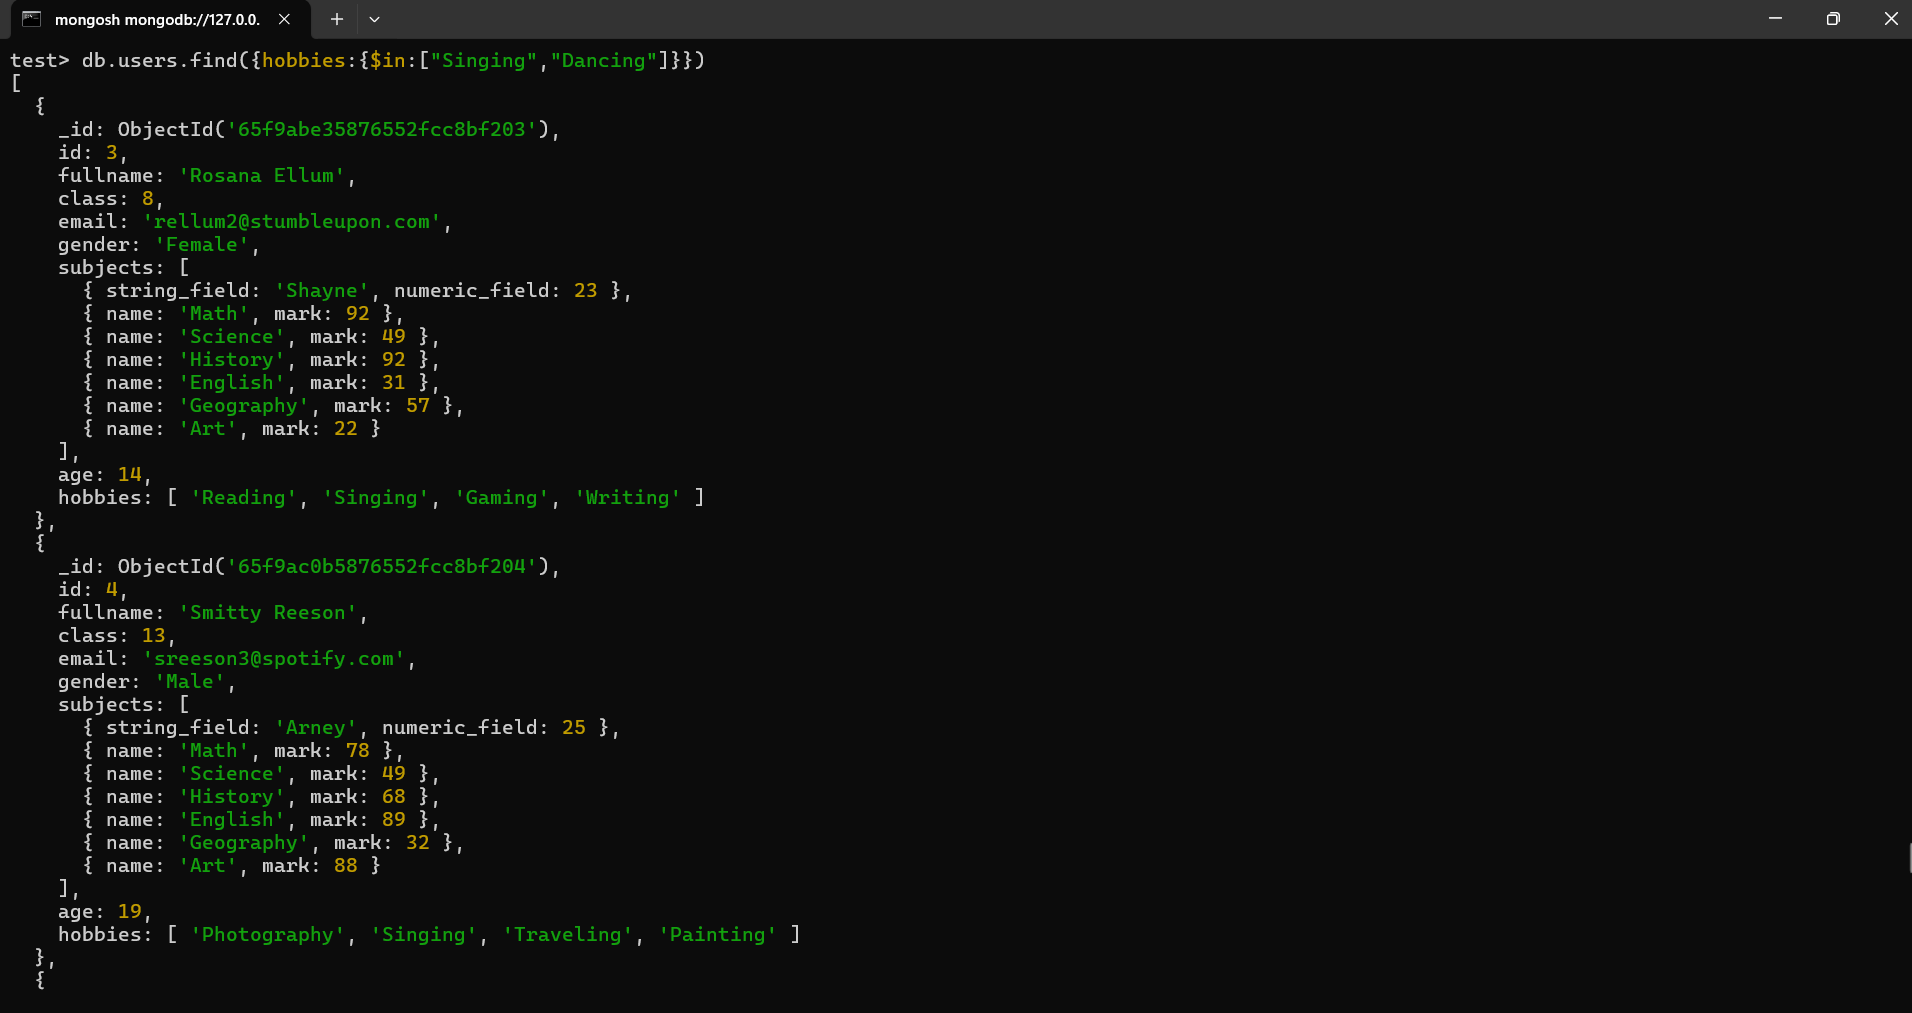 mongosh mongodb://127.0.0.
test> db.users.find({hobbies:{$in:["Singing","Dancing"]}})
[
  {
    _id: ObjectId('65f9abe35876552fcc8bf203'),
    id: 3,
    fullname: 'Rosana Ellum',
    class: 8,
    email: 'rellum2@stumbleupon.com',
    gender: 'Female',
    subjects: [
      { string_field: 'Shayne', numeric_field: 23 },
      { name: 'Math', mark: 92 },
      { name: 'Science', mark: 49 },
      { name: 'History', mark: 92 },
      { name: 'English', mark: 31 },
      { name: 'Geography', mark: 57 },
      { name: 'Art', mark: 22 }
    ],
    age: 14,
    hobbies: [ 'Reading', 'Singing', 'Gaming', 'Writing' ]
  },
  {
    _id: ObjectId('65f9ac0b5876552fcc8bf204'),
    id: 4,
    fullname: 'Smitty Reeson',
    class: 13,
    email: 'sreeson3@spotify.com',
    gender: 'Male',
    subjects: [
      { string_field: 'Arney', numeric_field: 25 },
      { name: 'Math', mark: 78 },
      { name: 'Science', mark: 49 },
      { name: 'History', mark: 68 },
      { name: 'English', mark: 89 },
      { name: 'Geography', mark: 32 },
      { name: 'Art', mark: 88 }
    ],
    age: 19,
    hobbies: [ 'Photography', 'Singing', 'Traveling', 'Painting' ]
  },
  {